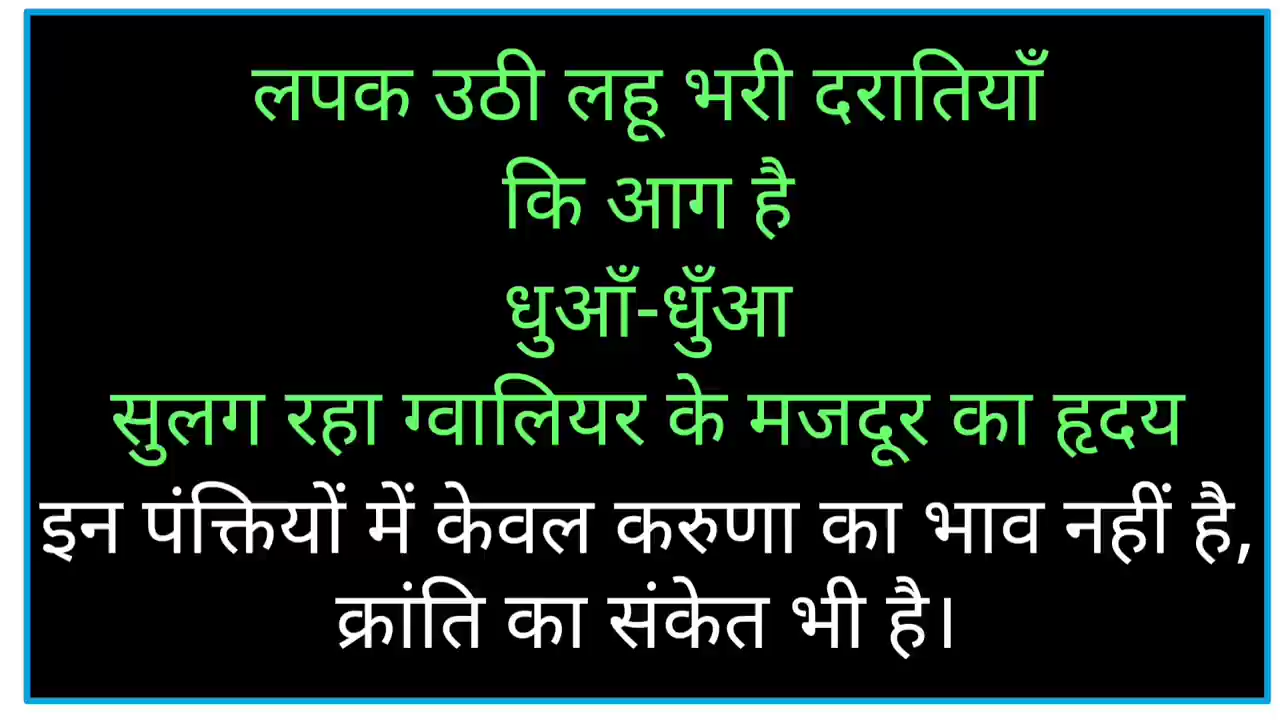 लपक उठी लहू भरी दरातियाँ
कि आग है
धुआँ-धुँआ
सुलग रहा ग्वालियर के मजदूर का हृदय
इन पंक्तियों में केवल करुणा का भाव नहीं है,
क्रांति का संकेत भी है।